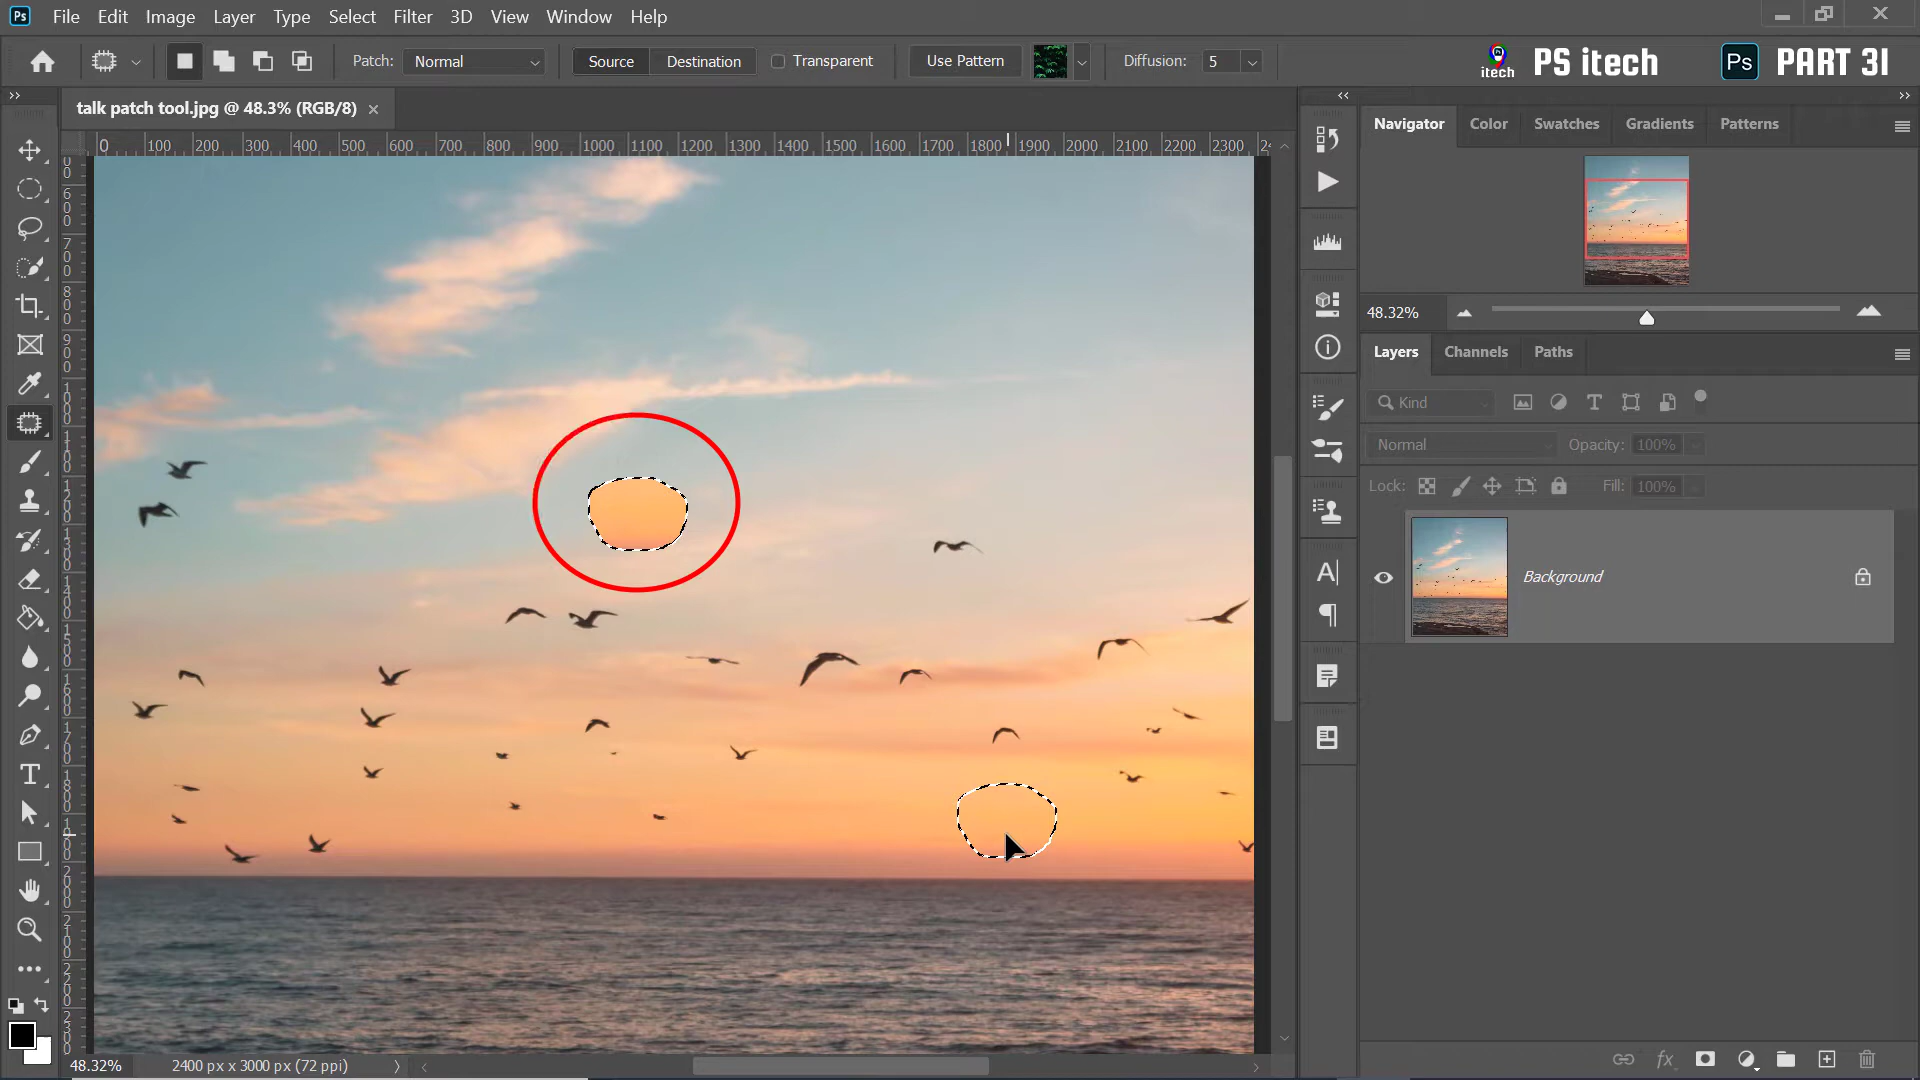 Ps File Edit Image Layer Type Select Filter 3D View Window Help
Patch: Normal Source Destination Transparent Use Pattern Diffusion: 5
itech PS itech Ps PART 31
talk patch tool.jpg @ 48.3% (RGB/8)
0 100 200 300 400 500 600 700 800 900 1000 1100 1200 1300 1400 1500 1600 1700 1800 1900 2000 2100 2200 2300
Navigator Color Swatches Gradients Patterns
48.32%
Layers Channels Paths
Kind
Normal Opacity: 100%
Lock: Fill: 100%
Background
48.32% 2400 px x 3000 px (72 ppi)
fx